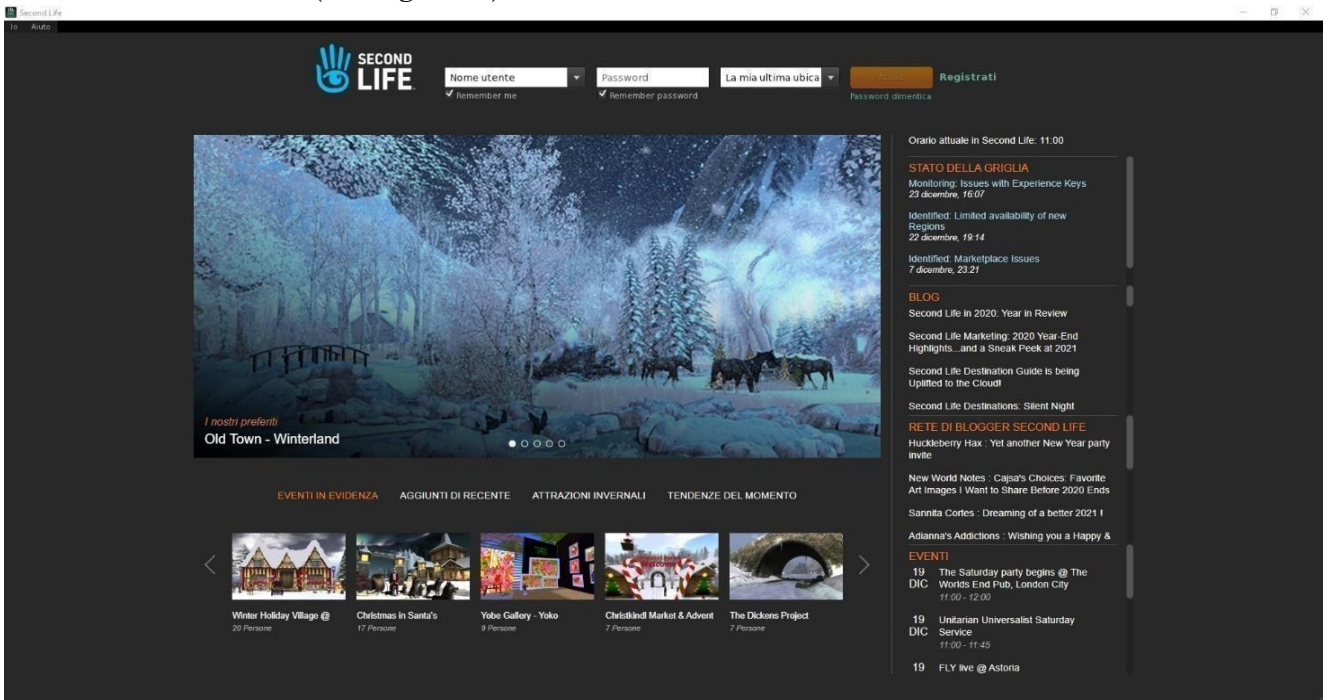 Second Life
Io Aiuto
SECOND
LIFE
Nome utente
Password
La mia ultima ubica
Accedi
Registrati
Remember me
Remember password
Password dimentica
Orario attuale in Second Life: 11:00
STATO DELLA GRIGLIA
Monitoring: Issues with Experience Keys
23 dicembre, 16:07
Identified: Limited availability of new
Regions
22 dicembre, 19:14
Identified: Marketplace Issues
7 dicembre, 23:21
BLOG
Second Life in 2020: Year in Review
Second Life Marketing: 2020 Year-End
Highlights...and a Sneak Peek at 2021
Second Life Destination Guide is being
Uplifted to the Cloud!
Second Life Destinations: Silent Night
RETE DI BLOGGER SECOND LIFE
Huckleberry Hax : Yet another New Year party
invite
New World Notes : Cajsa's Choices: Favorite
Art Images I Want to Share Before 2020 Ends
Sannita Cortes : Dreaming of a better 2021 !
Adianna's Addictions : Wishing you a Happy &
EVENTI
19 DIC The Saturday party begins @ The
Worlds End Pub, London City
11:00 - 12:00
19 DIC Unitarian Universalist Saturday
Service
11:00 - 11:45
19 FLY live @ Astoria
I nostri preferiti
Old Town - Winterland
EVENTI IN EVIDENZA
AGGIUNTI DI RECENTE
ATTRAZIONI INVERNALI
TENDENZE DEL MOMENTO
Welcome
Winter Holiday Village @
20 Persone
Christmas in Santa's
17 Persone
Yobe Gallery - Yoko
9 Persone
Christkindl Market & Advent
7 Persone
The Dickens Project
7 Persone